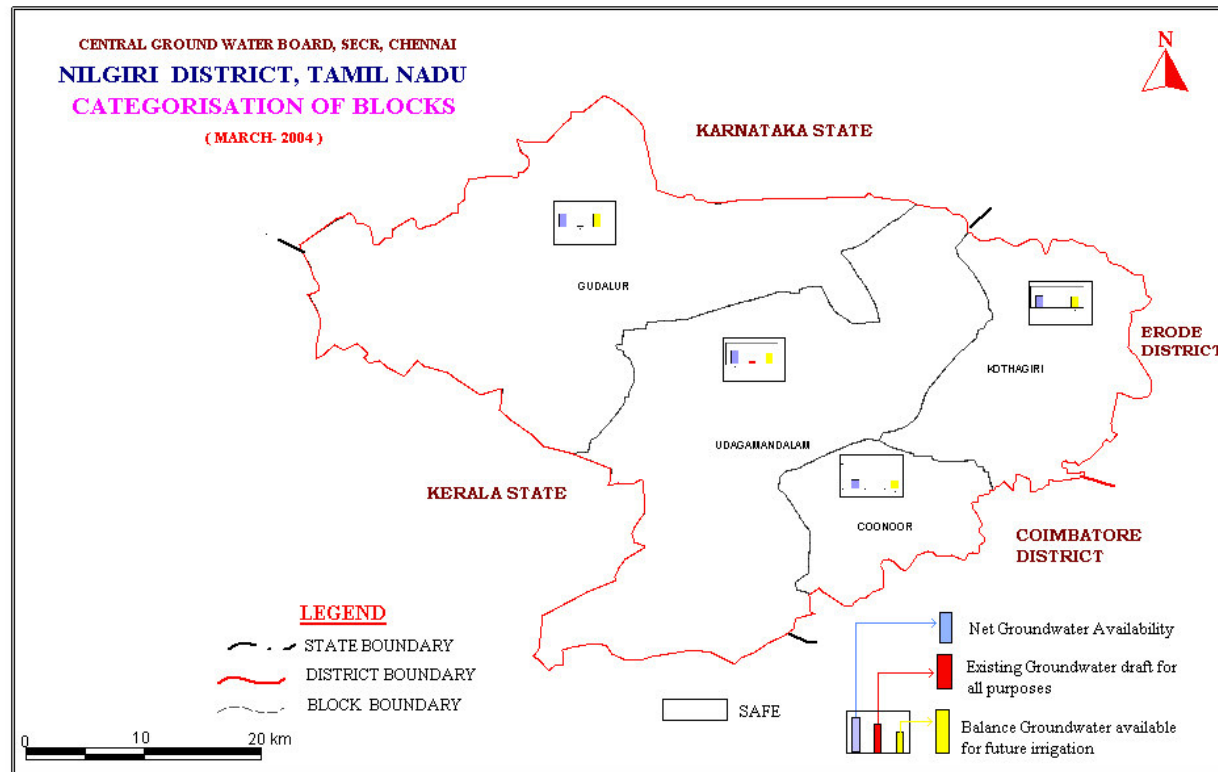 CENTRAL GROUND WATER BOARD, SECR, CHENNAI
NILGIRI DISTRICT, TAMIL NADU
CATEGORISATION OF BLOCKS
( MARCH- 2004 )
N
KARNATAKA STATE
GUDALUR
ERODE
DISTRICT
KOTHAGIRI
UDAGAMANDALAM
KERALA STATE
COONOOR
COIMBATORE
DISTRICT
LEGEND
STATE BOUNDARY
DISTRICT BOUNDARY
BLOCK BOUNDARY
SAFE
Net Groundwater Availability
Existing Groundwater draft for
all purposes
Balance Groundwater available
for future irrigation
0 10 20 km